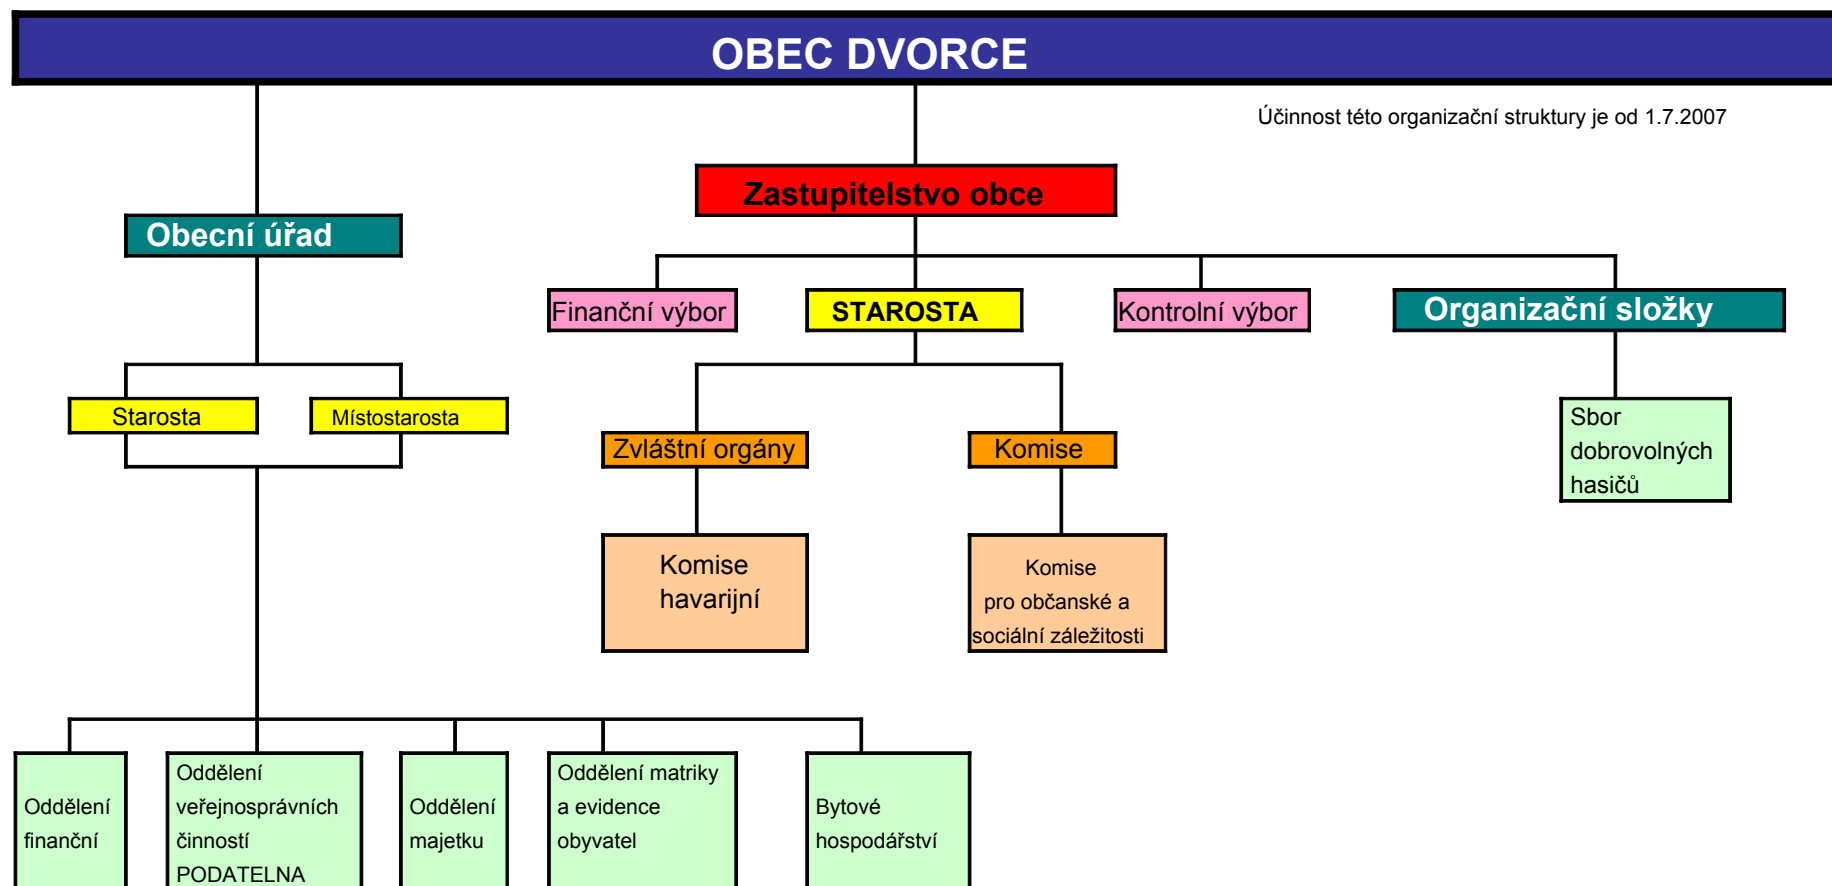 OBEC DVORCE
Účinnost této organizační struktury je od 1.7.2007
Zastupitelstvo obce
Obecní úřad
Finanční výbor
STAROSTA
Kontrolní výbor
Organizační složky
Starosta
Místostarosta
Zvláštní orgány
Komise
Sbor
dobrovolných
hasičů
Komise
havarijní
Komise
pro občanské a
sociální záležitosti
Oddělení
finanční
Oddělení
veřejnosprávních
činností
PODATELNA
Oddělení
majetku
Oddělení matriky
a evidence
obyvatel
Bytové
hospodářství